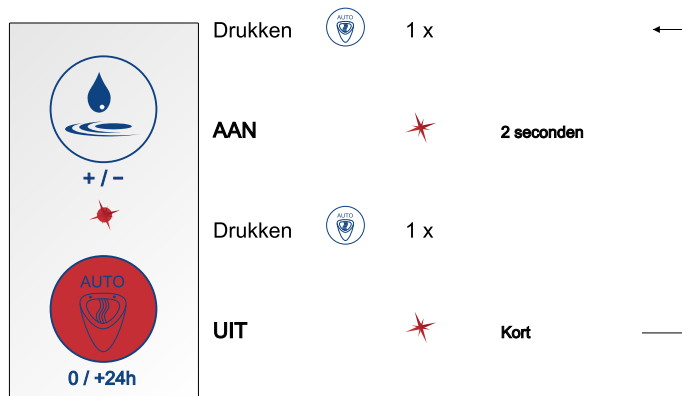 Drukken AUTO 1 x
AAN 2 seconden
+ / −
Drukken AUTO 1 x
AUTO
UIT Kort
0 / +24h